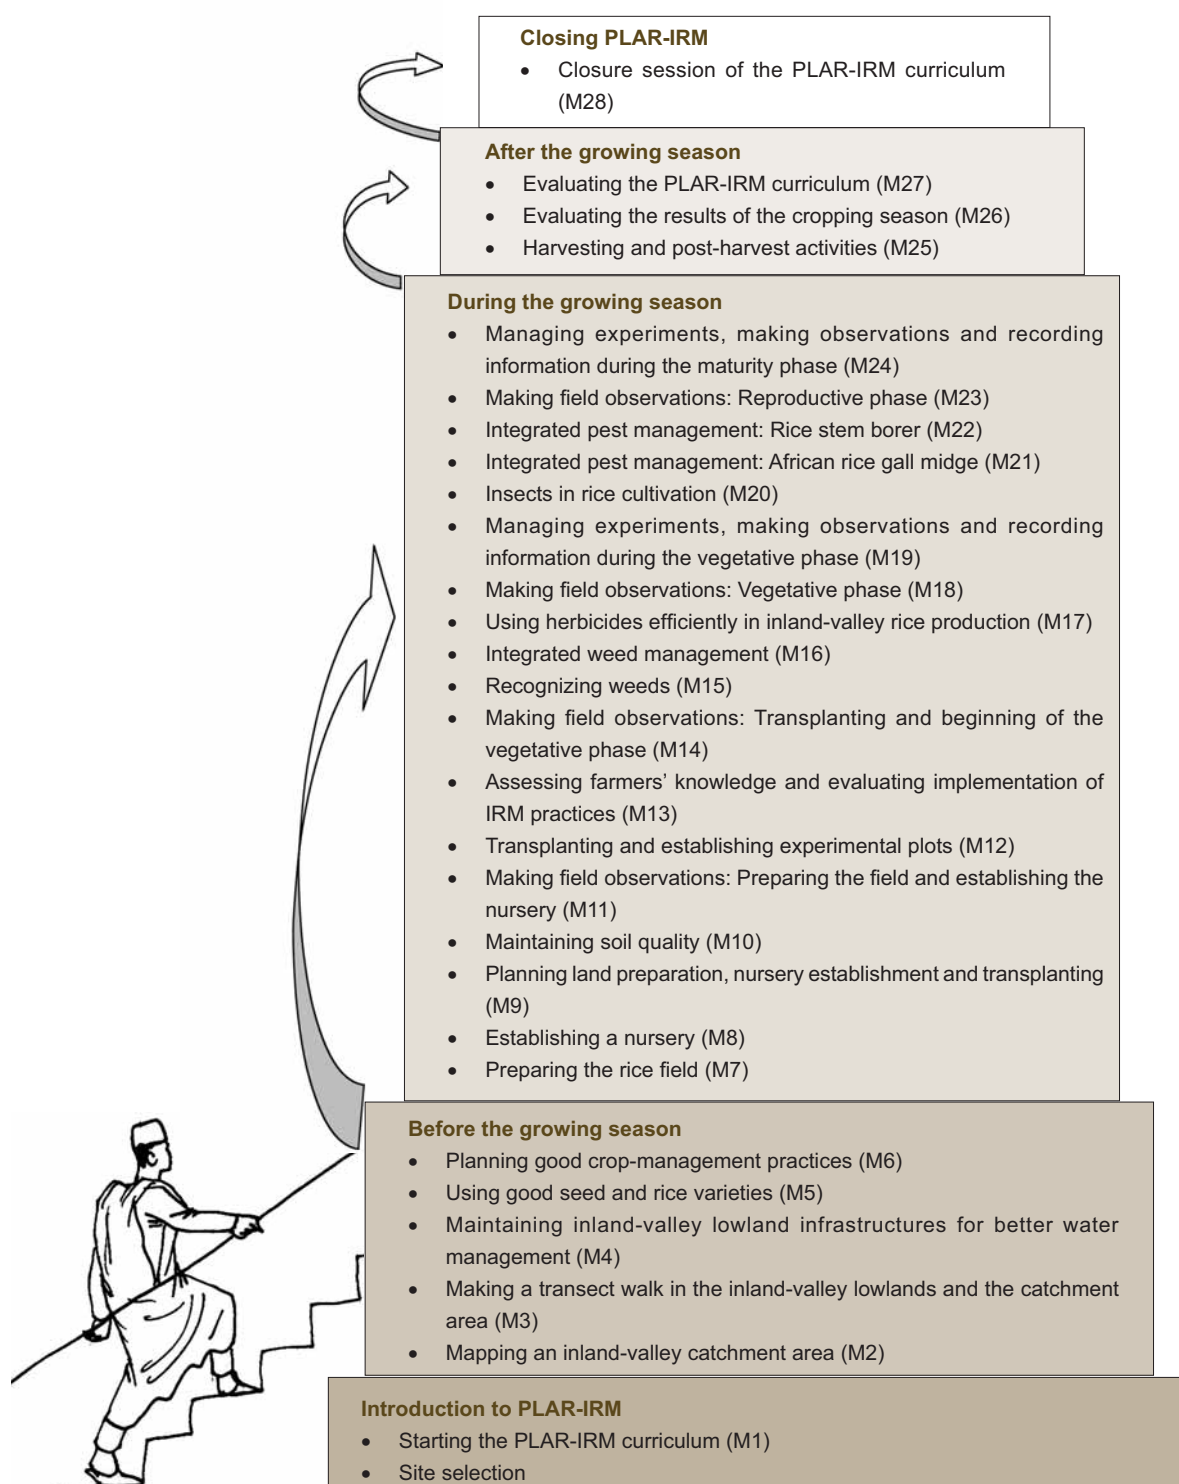 Closing PLAR-IRM
• Closure session of the PLAR-IRM curriculum
(M28)
After the growing season
• Evaluating the PLAR-IRM curriculum (M27)
• Evaluating the results of the cropping season (M26)
• Harvesting and post-harvest activities (M25)
During the growing season
• Managing experiments, making observations and recording
information during the maturity phase (M24)
• Making field observations: Reproductive phase (M23)
• Integrated pest management: Rice stem borer (M22)
• Integrated pest management: African rice gall midge (M21)
• Insects in rice cultivation (M20)
• Managing experiments, making observations and recording
information during the vegetative phase (M19)
• Making field observations: Vegetative phase (M18)
• Using herbicides efficiently in inland-valley rice production (M17)
• Integrated weed management (M16)
• Recognizing weeds (M15)
• Making field observations: Transplanting and beginning of the
vegetative phase (M14)
• Assessing farmers’ knowledge and evaluating implementation of
IRM practices (M13)
• Transplanting and establishing experimental plots (M12)
• Making field observations: Preparing the field and establishing the
nursery (M11)
• Maintaining soil quality (M10)
• Planning land preparation, nursery establishment and transplanting
(M9)
• Establishing a nursery (M8)
• Preparing the rice field (M7)
Before the growing season
• Planning good crop-management practices (M6)
• Using good seed and rice varieties (M5)
• Maintaining inland-valley lowland infrastructures for better water
management (M4)
• Making a transect walk in the inland-valley lowlands and the catchment
area (M3)
• Mapping an inland-valley catchment area (M2)
Introduction to PLAR-IRM
• Starting the PLAR-IRM curriculum (M1)
• Site selection